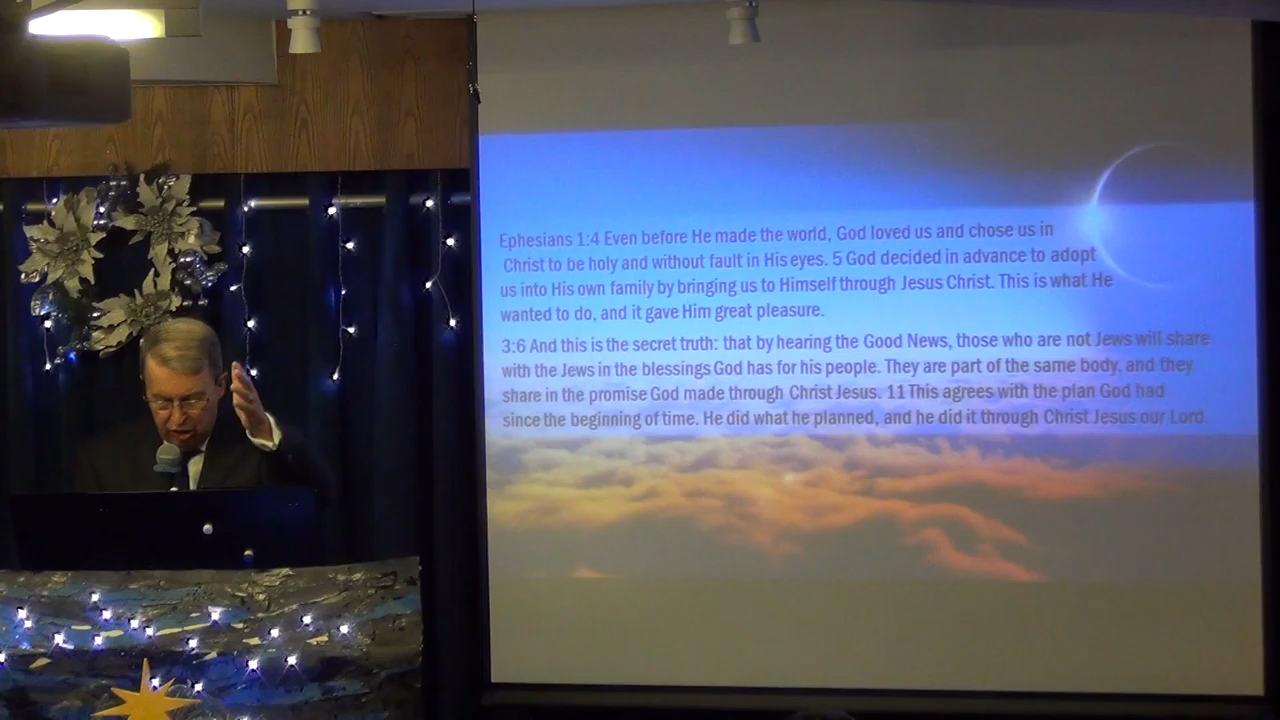 Ephesians 1:4 Even before He made the world, God loved us and chose us in
Christ to be holy and without fault in His eyes. 5 God decided in advance to adopt
us into His own family by bringing us to Himself through Jesus Christ. This is what He
wanted to do, and it gave Him great pleasure.
3:6 And this is the secret truth: that by hearing the Good News, those who are not Jews will share
with the Jews in the blessings God has for his people. They are part of the same body, and they
share in the promise God made through Christ Jesus. 11 This agrees with the plan God had
since the beginning of time. He did what he planned, and he did it through Christ Jesus our Lord.